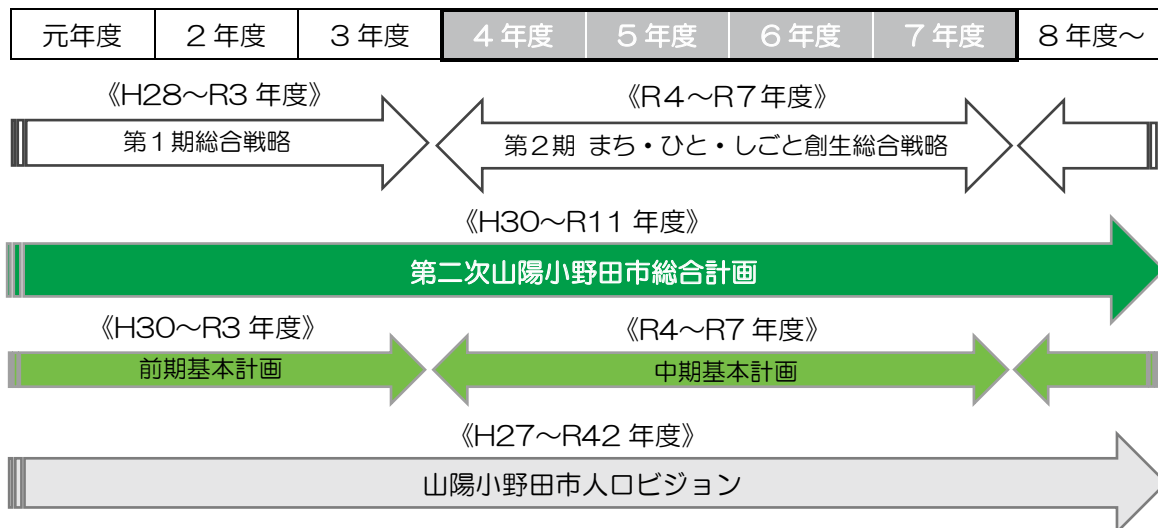 元年度 ２年度 ３年度 ４年度 ５年度 ６年度 ７年度 ８年度～
《H28～R3 年度》 《R４～R７年度》
第１期総合戦略 第２期 まち・ひと・しごと創生総合戦略
《H30～R11 年度》
第二次山陽小野田市総合計画
《H30～R3 年度》 《R4～R7 年度》
前期基本計画 中期基本計画
《H27～R42 年度》
山陽小野田市人口ビジョン